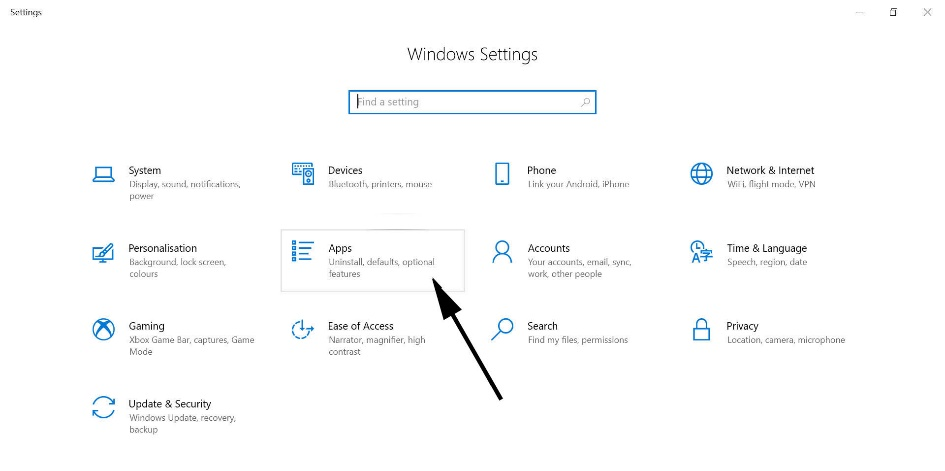 Settings
Windows Settings
Find a setting
System
Display, sound, notifications,
power
Devices
Bluetooth, printers, mouse
Phone
Link your Android, iPhone
Network & Internet
WiFi, flight mode, VPN
Personalisation
Background, lock screen,
colours
Apps
Uninstall, defaults, optional
features
Accounts
Your accounts, email, sync,
work, other people
Time & Language
Speech, region, date
Gaming
Xbox Game Bar, captures, Game
Mode
Ease of Access
Narrator, magnifier, high
contrast
Search
Find my files, permissions
Privacy
Location, camera, microphone
Update & Security
Windows Update, recovery,
backup